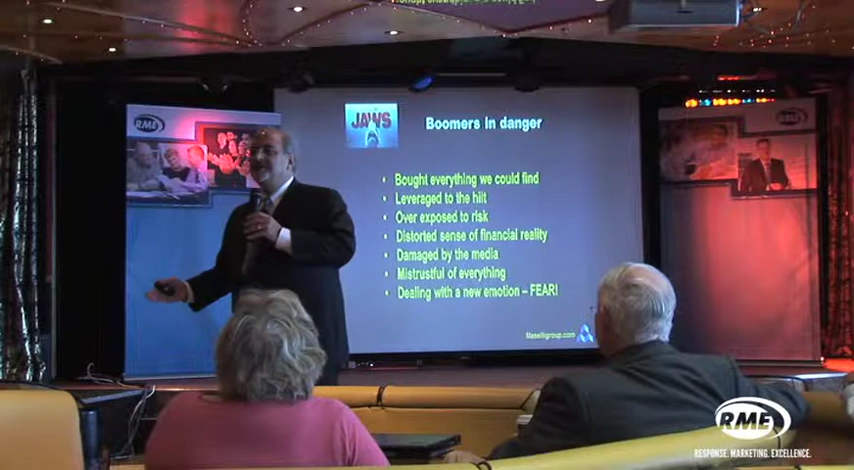 RME
JAWS
Boomers in danger
RME
• Bought everything we could find
• Leveraged to the hilt
• Over exposed to risk
• Distorted sense of financial reality
• Damaged by the media
• Mistrustful of everything
• Dealing with a new emotion – FEAR!
Maselligroup.com
RME
RESPONSE. MARKETING. EXCELLENCE.